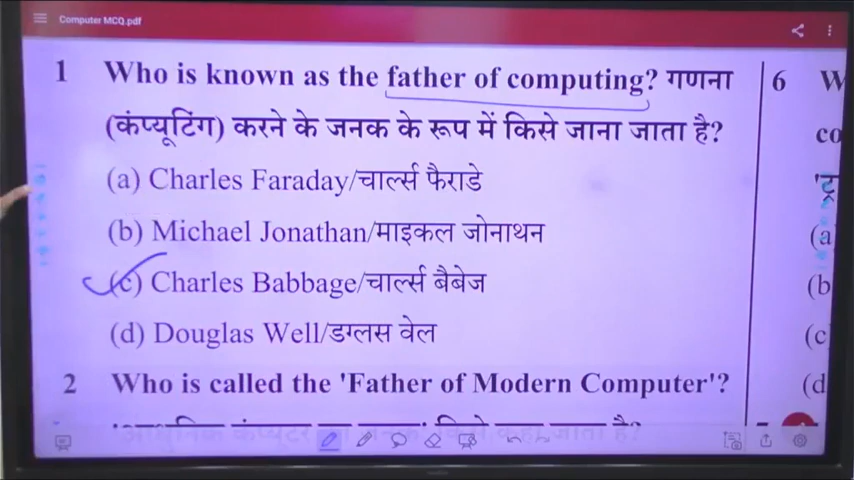 Computer MCQ.pdf
1 Who is known as the father of computing? गणना
(कंप्यूटिंग) करने के जनक के रूप में किसे जाना जाता है?
(a) Charles Faraday/चार्ल्स फैराडे
(b) Michael Jonathan/माइकल जोनाथन
(c) Charles Babbage/चार्ल्स बैबेज
(d) Douglas Well/डग्लस वेल
2 Who is called the 'Father of Modern Computer'?
6 W
co
'ट्र
(a
(b
(c
(d